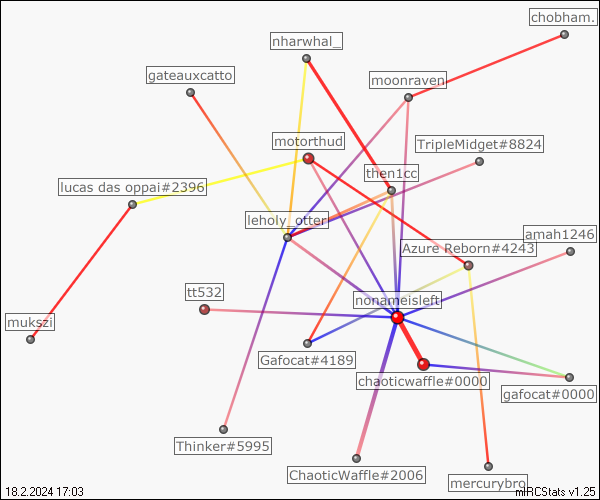 chobham.
nharwhal_
gateauxcatto
moonraven
motorthud
TripleMidget#8824
then1cc
lucas das oppai#2396
leholy_otter
amah1246
Azure Reborn#4243
tt532
nonameisleft
mukszi
Gafocat#4189
chaoticwaffle#0000
gafocat#0000
Thinker#5995
ChaoticWaffle#2006
mercurybro
18.2.2024 17:03
mIRCStats v1.25